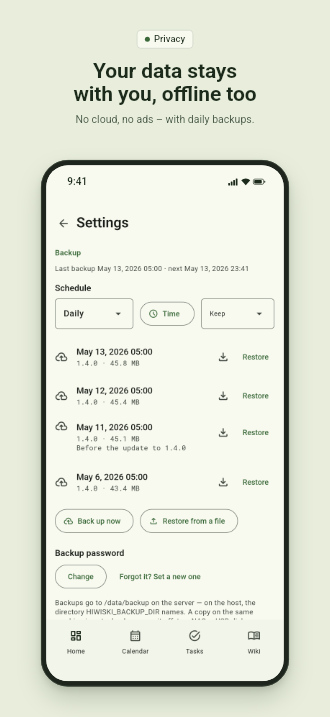 Privacy
Your data stays
with you, offline too
No cloud, no ads – with daily backups.
9:41
Settings
Backup
Last backup May 13, 2026 05:00 · next May 13, 2026 23:41
Schedule
Daily
Time
Keep
May 13, 2026 05:00
1.4.0 · 45.8 MB
Restore
May 12, 2026 05:00
1.4.0 · 45.4 MB
Restore
May 11, 2026 05:00
1.4.0 · 45.1 MB
Before the update to 1.4.0
Restore
May 6, 2026 05:00
1.4.0 · 43.4 MB
Restore
Back up now
Restore from a file
Backup password
Change
Forgot it? Set a new one
Backups go to /data/backup on the server — on the host, the
directory HIWISKI_BACKUP_DIR names. A copy on the same
Home
Calendar
Tasks
Wiki